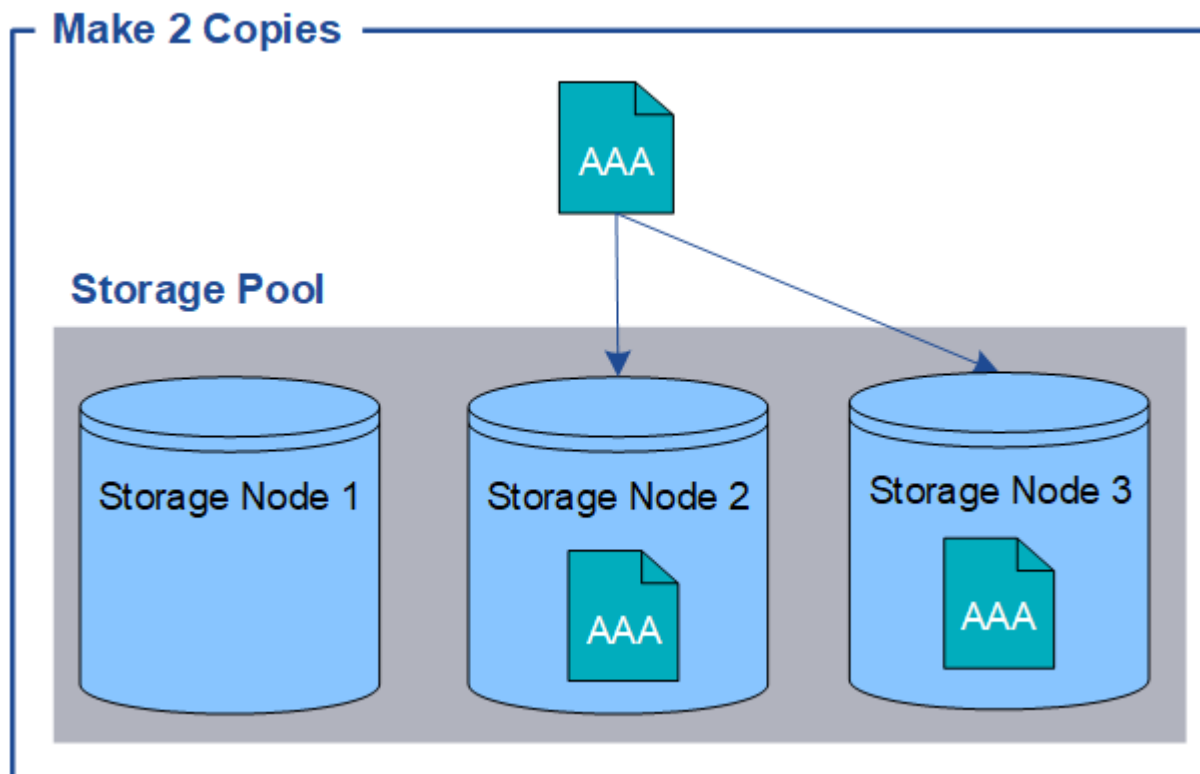 Make 2 Copies
AAA
Storage Pool
Storage Node 1
Storage Node 2
Storage Node 3
AAA
AAA